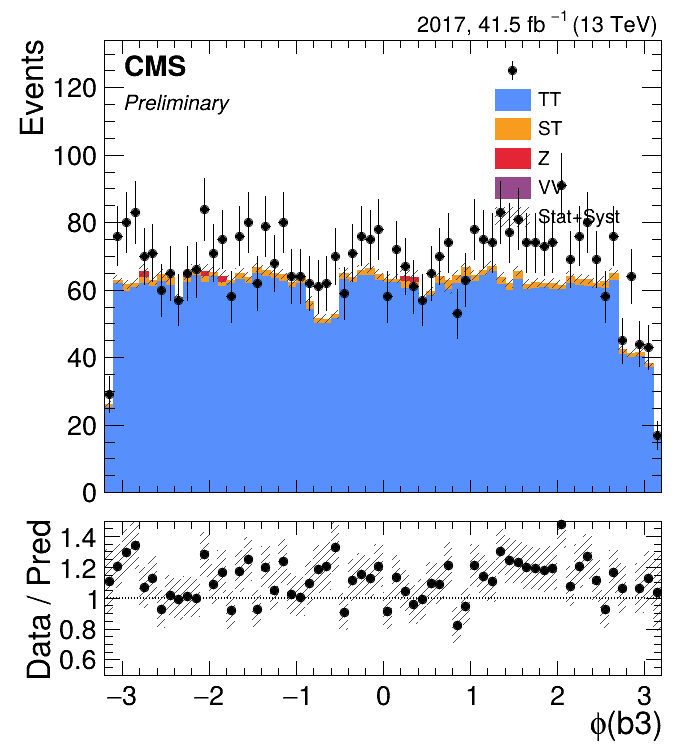 2017, 41.5 fb⁻¹ (13 TeV)
CMS
Preliminary
Events
120
100
80
60
40
20
0
TT
ST
Z
VV
Stat+Syst
Data / Pred
1.4
1.2
1
0.8
0.6
−3 −2 −1 0 1 2 3
ϕ(b3)